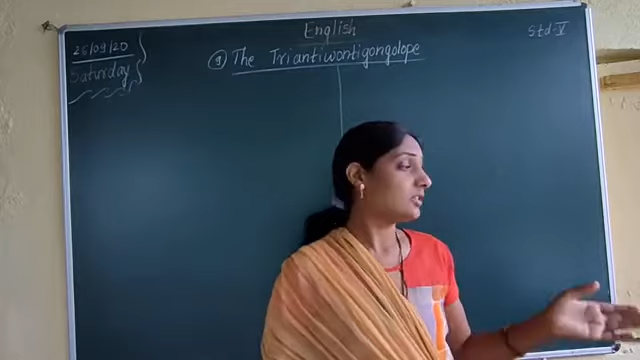 English
26/09/20
Std-V
Saturday
9 The Triantiwontigongolope